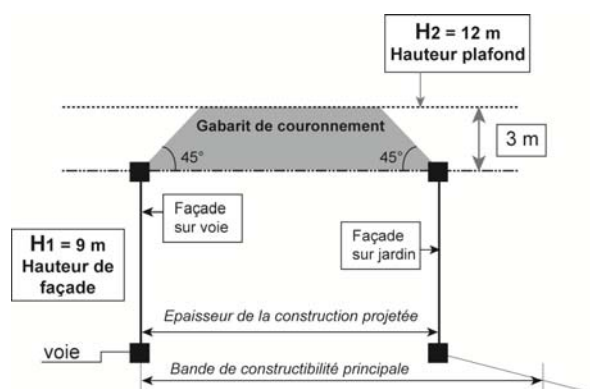 H2 = 12 m
Hauteur plafond
Gabarit de couronnement
3 m
45°
45°
Façade
sur voie
H1 = 9 m
Hauteur de
façade
Façade
sur jardin
Epaisseur de la construction projetée
voie
Bande de constructibilité principale